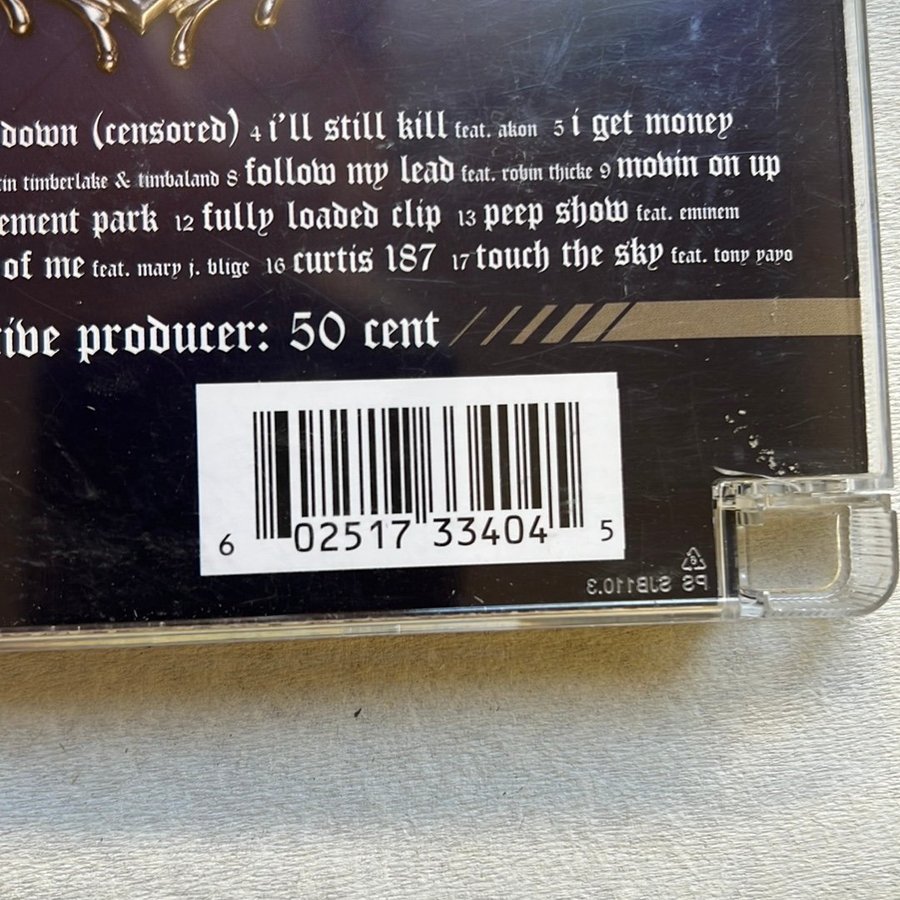 down (censored) 4 i'll still kill feat. akon 5 i get money
tin timberlake & timbaland 8 follow my lead feat. robin thicke 9 movin on up
ement park 12 fully loaded clip 13 peep show feat. eminem
of me feat. mary j. blige 16 curtis 187 17 touch the sky feat. tony yayo
tive producer: 50 cent
6 02517 33404 5
PS SJB110.3